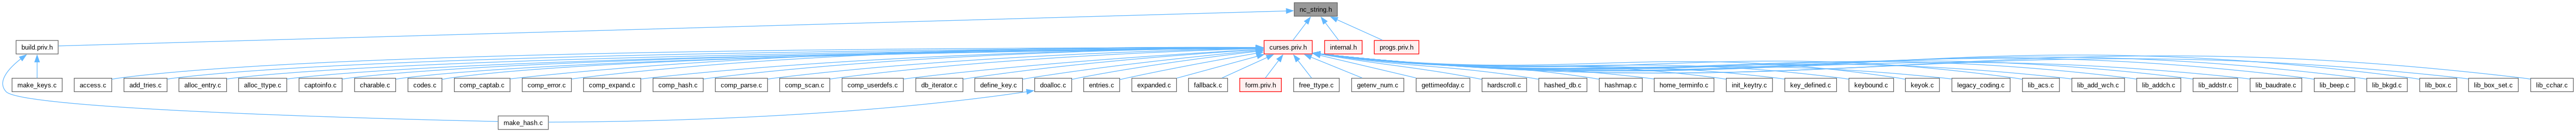 nc_string.h
build.priv.h
curses.priv.h
internal.h
progs.priv.h
make_keys.c
access.c
add_tries.c
alloc_entry.c
alloc_ttype.c
captoinfo.c
charable.c
codes.c
comp_captab.c
comp_error.c
comp_expand.c
comp_hash.c
comp_parse.c
comp_scan.c
comp_userdefs.c
db_iterator.c
define_key.c
doalloc.c
entries.c
expanded.c
fallback.c
form.priv.h
free_ttype.c
getenv_num.c
gettimeofday.c
hardscroll.c
hashed_db.c
hashmap.c
home_terminfo.c
init_keytry.c
key_defined.c
keybound.c
keyok.c
legacy_coding.c
lib_acs.c
lib_add_wch.c
lib_addch.c
lib_addstr.c
lib_baudrate.c
lib_beep.c
lib_bkgd.c
lib_box.c
lib_box_set.c
lib_cchar.c
make_hash.c